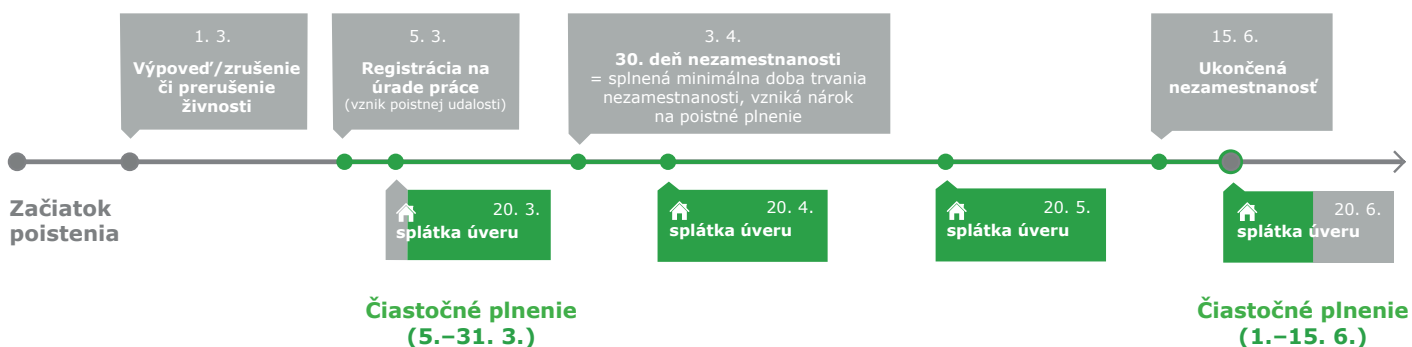 1. 3.
Výpoveď/zrušenie
či prerušenie
živnosti
5. 3.
Registrácia na
úrade práce
(vznik poistnej udalosti)
3. 4.
30. deň nezamestnanosti
= splnená minimálna doba trvania
nezamestnanosti, vzniká nárok
na poistné plnenie
15. 6.
Ukončená
nezamestnanosť
Začiatok
poistenia
20. 3.
splátka úveru
20. 4.
splátka úveru
20. 5.
splátka úveru
20. 6.
splátka úveru
Čiastočné plnenie
(5.–31. 3.)
Čiastočné plnenie
(1.–15. 6.)